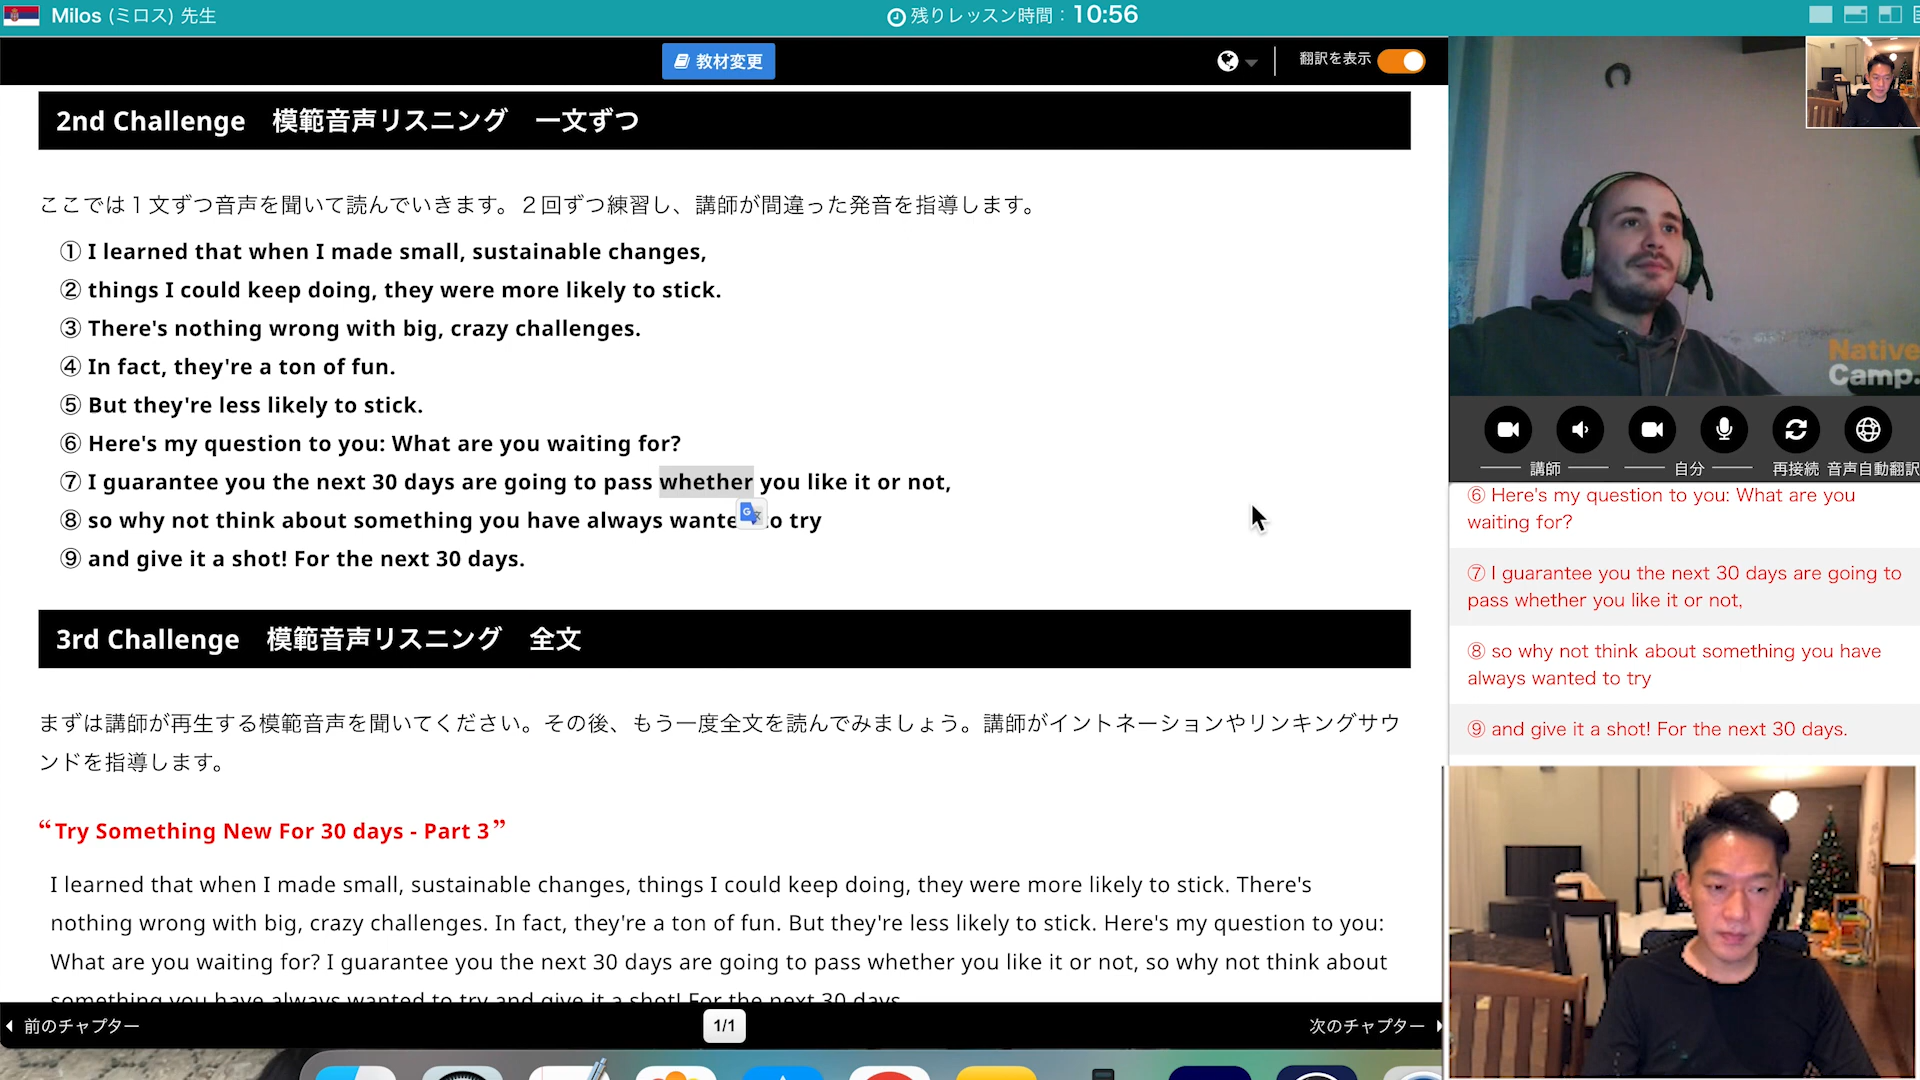 Milos (ミロス) 先生
残りレッスン時間：10:56
教材変更
翻訳を表示
2nd Challenge 模範音声リスニング 一文ずつ
ここでは１文ずつ音声を聞いて読んでいきます。２回ずつ練習し、講師が間違った発音を指導します。
① I learned that when I made small, sustainable changes,
② things I could keep doing, they were more likely to stick.
③ There's nothing wrong with big, crazy challenges.
④ In fact, they're a ton of fun.
⑤ But they're less likely to stick.
⑥ Here's my question to you: What are you waiting for?
⑦ I guarantee you the next 30 days are going to pass whether you like it or not,
⑧ so why not think about something you have always wante o try
⑨ and give it a shot! For the next 30 days.
3rd Challenge 模範音声リスニング 全文
まずは講師が再生する模範音声を聞いてください。その後、もう一度全文を読んでみましょう。講師がイントネーションやリンキングサウ
ンドを指導します。
“Try Something New For 30 days - Part 3”
I learned that when I made small, sustainable changes, things I could keep doing, they were more likely to stick. There's
nothing wrong with big, crazy challenges. In fact, they're a ton of fun. But they're less likely to stick. Here's my question to you:
What are you waiting for? I guarantee you the next 30 days are going to pass whether you like it or not, so why not think about
something you have always wanted to try and give it a shot! For the next 30 days.
前のチャプター
1/1
次のチャプター
Native
Camp.
講師
自分
再接続
音声自動翻訳
⑥ Here's my question to you: What are you
waiting for?
⑦ I guarantee you the next 30 days are going to
pass whether you like it or not,
⑧ so why not think about something you have
always wanted to try
⑨ and give it a shot! For the next 30 days.